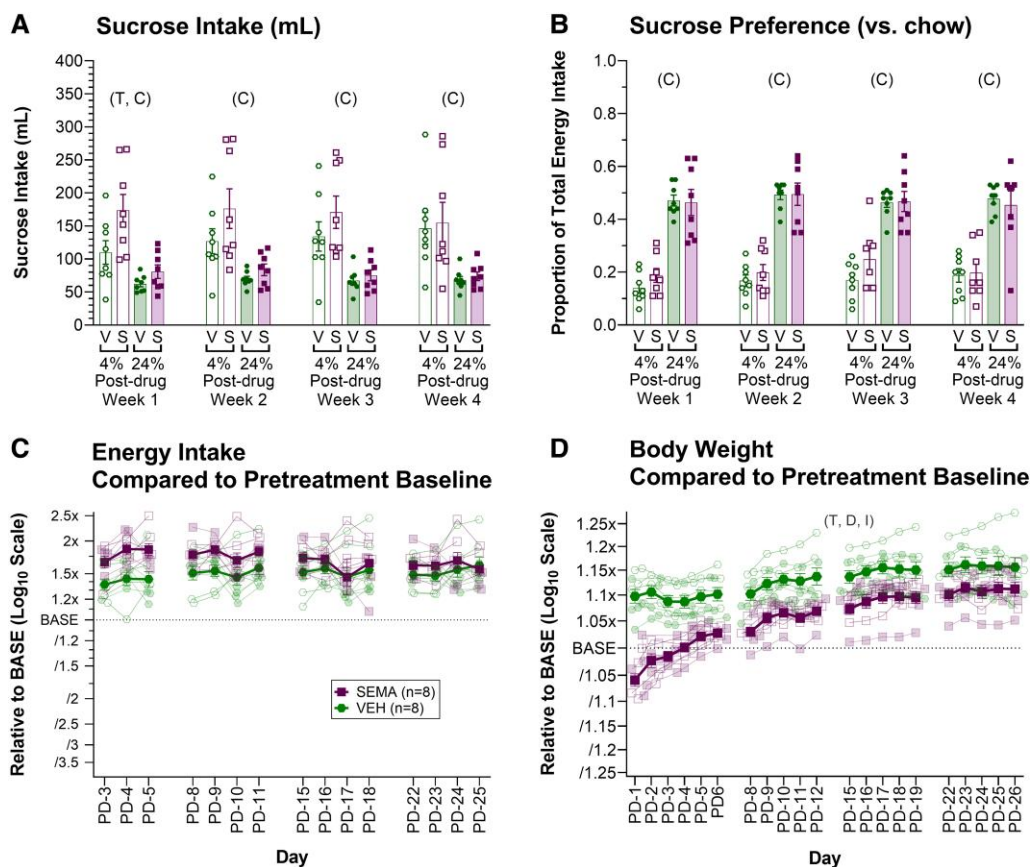 A Sucrose Intake (mL)
Sucrose Intake (mL)
400
350
300
250
200
150
100
50
0
(T, C) (C) (C) (C)
V S V S V S V S V S V S V S V S
4% 24% 4% 24% 4% 24% 4% 24%
Post-drug Post-drug Post-drug Post-drug
Week 1 Week 2 Week 3 Week 4
B Sucrose Preference (vs. chow)
Proportion of Total Energy Intake
1.0
0.8
0.6
0.4
0.2
0.0
(C) (C) (C) (C)
V S V S V S V S V S V S V S V S
4% 24% 4% 24% 4% 24% 4% 24%
Post-drug Post-drug Post-drug Post-drug
Week 1 Week 2 Week 3 Week 4
C Energy Intake
Compared to Pretreatment Baseline
Relative to BASE (Log10 Scale)
2.5x
2x
1.5x
1.2x
BASE
/1.2
/1.5
/2
/2.5
/3
/3.5
SEMA (n=8)
VEH (n=8)
PD-3 PD-4 PD-5 PD-8 PD-9 PD-10 PD-11 PD-15 PD-16 PD-17 PD-18 PD-22 PD-23 PD-24 PD-25
Day
D Body Weight
Compared to Pretreatment Baseline
Relative to BASE (Log10 Scale)
1.25x
1.2x
1.15x
1.1x
1.05x
BASE
/1.05
/1.1
/1.15
/1.2
/1.25
(T, D, I)
PD-1 PD-2 PD-3 PD-4 PD-5 PD6 PD-8 PD-9 PD-10 PD-11 PD-12 PD-15 PD-16 PD-17 PD-18 PD-19 PD-22 PD-23 PD-24 PD-25 PD-26
Day